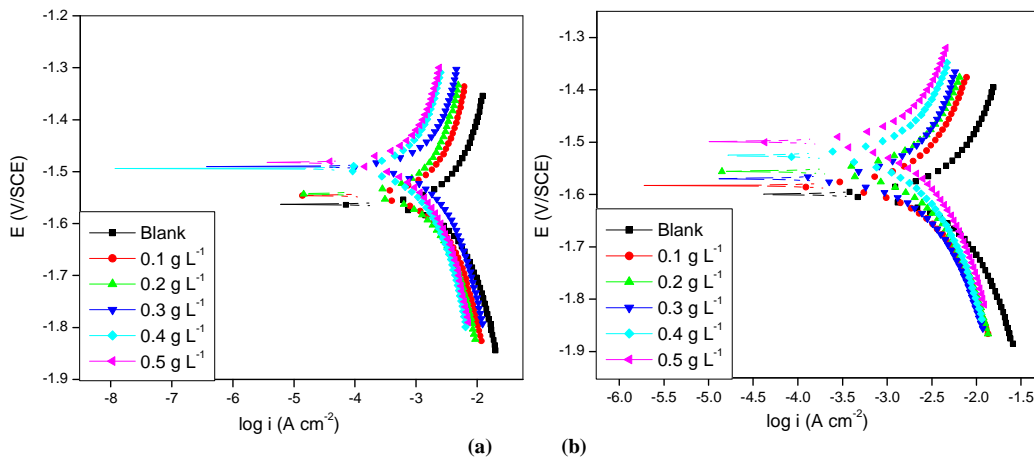 -1.2
-1.3
-1.4
-1.5
-1.6
-1.7
-1.8
-1.9
E (V/SCE)
Blank
0.1 g L⁻¹
0.2 g L⁻¹
0.3 g L⁻¹
0.4 g L⁻¹
0.5 g L⁻¹
-8 -7 -6 -5 -4 -3 -2 -1
log i (A cm⁻²)
(a)
-1.3
-1.4
-1.5
-1.6
-1.7
-1.8
-1.9
E (V/SCE)
Blank
0.1 g L⁻¹
0.2 g L⁻¹
0.3 g L⁻¹
0.4 g L⁻¹
0.5 g L⁻¹
-6.0 -5.5 -5.0 -4.5 -4.0 -3.5 -3.0 -2.5 -2.0 -1.5
log i (A cm⁻²)
(b)